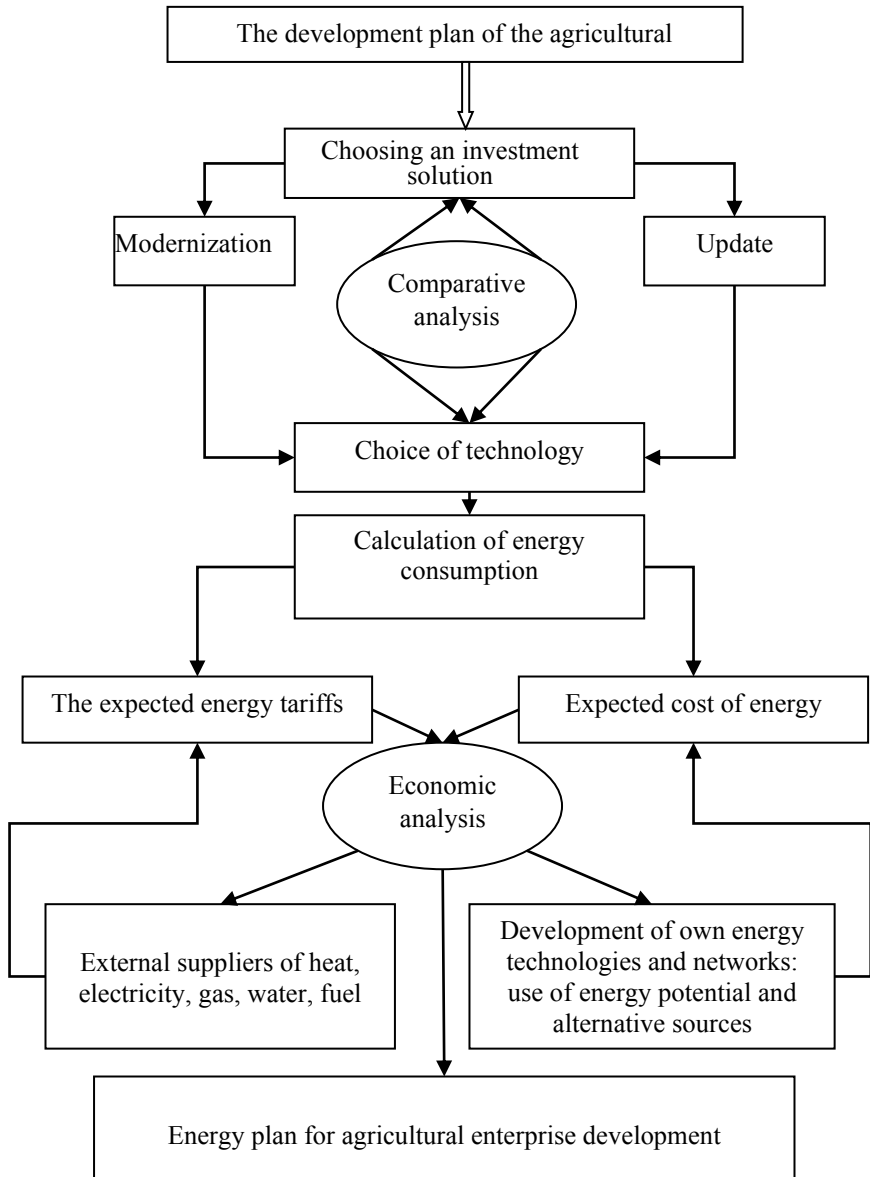 The development plan of the agricultural
Choosing an investment
solution
Modernization
Update
Comparative
analysis
Choice of technology
Calculation of energy
consumption
The expected energy tariffs
Expected cost of energy
Economic
analysis
External suppliers of heat,
electricity, gas, water, fuel
Development of own energy
technologies and networks:
use of energy potential and
alternative sources
Energy plan for agricultural enterprise development